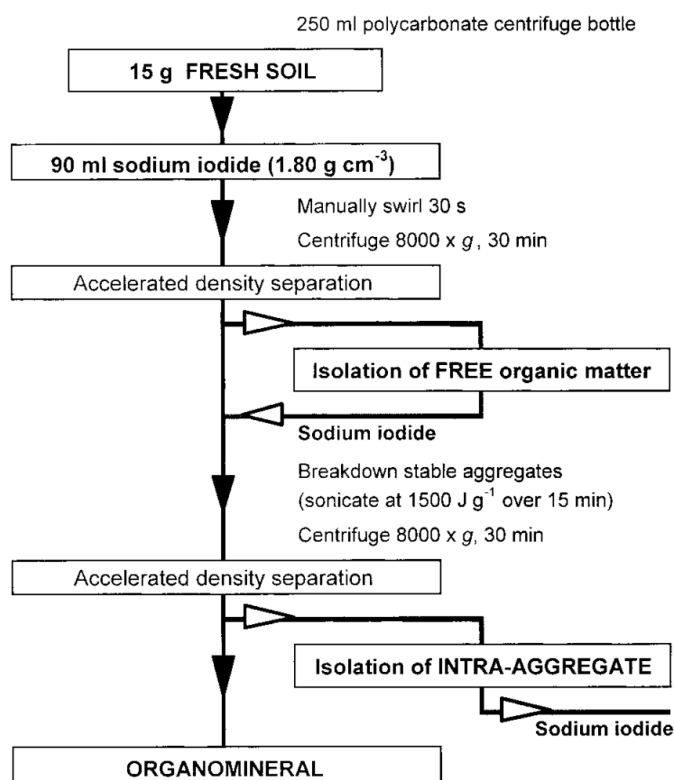 250 ml polycarbonate centrifuge bottle
15 g FRESH SOIL
90 ml sodium iodide (1.80 g cm⁻³)
Manually swirl 30 s
Centrifuge 8000 x g, 30 min
Accelerated density separation
Isolation of FREE organic matter
Sodium iodide
Breakdown stable aggregates
(sonicate at 1500 J g⁻¹ over 15 min)
Centrifuge 8000 x g, 30 min
Accelerated density separation
Isolation of INTRA-AGGREGATE
Sodium iodide
ORGANOMINERAL